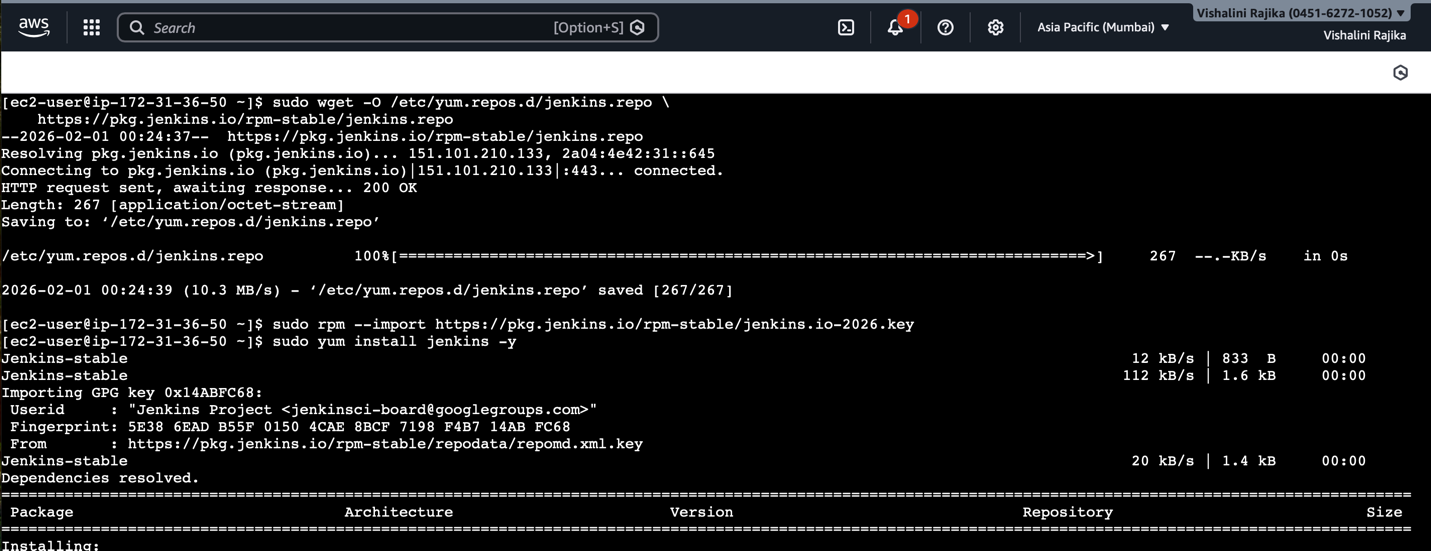 aws
Search
[Option+S]
1
Asia Pacific (Mumbai) ▼
Vishalini Rajika (0451-6272-1052) ▼
Vishalini Rajika
[ec2-user@ip-172-31-36-50 ~]$ sudo wget -O /etc/yum.repos.d/jenkins.repo \
    https://pkg.jenkins.io/rpm-stable/jenkins.repo
--2026-02-01 00:24:37--  https://pkg.jenkins.io/rpm-stable/jenkins.repo
Resolving pkg.jenkins.io (pkg.jenkins.io)... 151.101.210.133, 2a04:4e42:31::645
Connecting to pkg.jenkins.io (pkg.jenkins.io)|151.101.210.133|:443... connected.
HTTP request sent, awaiting response... 200 OK
Length: 267 [application/octet-stream]
Saving to: ‘/etc/yum.repos.d/jenkins.repo’
/etc/yum.repos.d/jenkins.repo          100%[============================================================================>]     267  --.-KB/s    in 0s
2026-02-01 00:24:39 (10.3 MB/s) - ‘/etc/yum.repos.d/jenkins.repo’ saved [267/267]
[ec2-user@ip-172-31-36-50 ~]$ sudo rpm --import https://pkg.jenkins.io/rpm-stable/jenkins.io-2026.key
[ec2-user@ip-172-31-36-50 ~]$ sudo yum install jenkins -y
Jenkins-stable                                          12 kB/s | 833  B     00:00
Jenkins-stable                                         112 kB/s | 1.6 kB     00:00
Importing GPG key 0x14ABFC68:
 Userid     : "Jenkins Project <jenkinsci-board@googlegroups.com>"
 Fingerprint: 5E38 6EAD B55F 0150 4CAE 8BCF 7198 F4B7 14AB FC68
 From       : https://pkg.jenkins.io/rpm-stable/repodata/repomd.xml.key
Jenkins-stable                                          20 kB/s | 1.4 kB     00:00
Dependencies resolved.
================================================================================
 Package          Architecture          Version          Repository          Size
================================================================================
Installing: